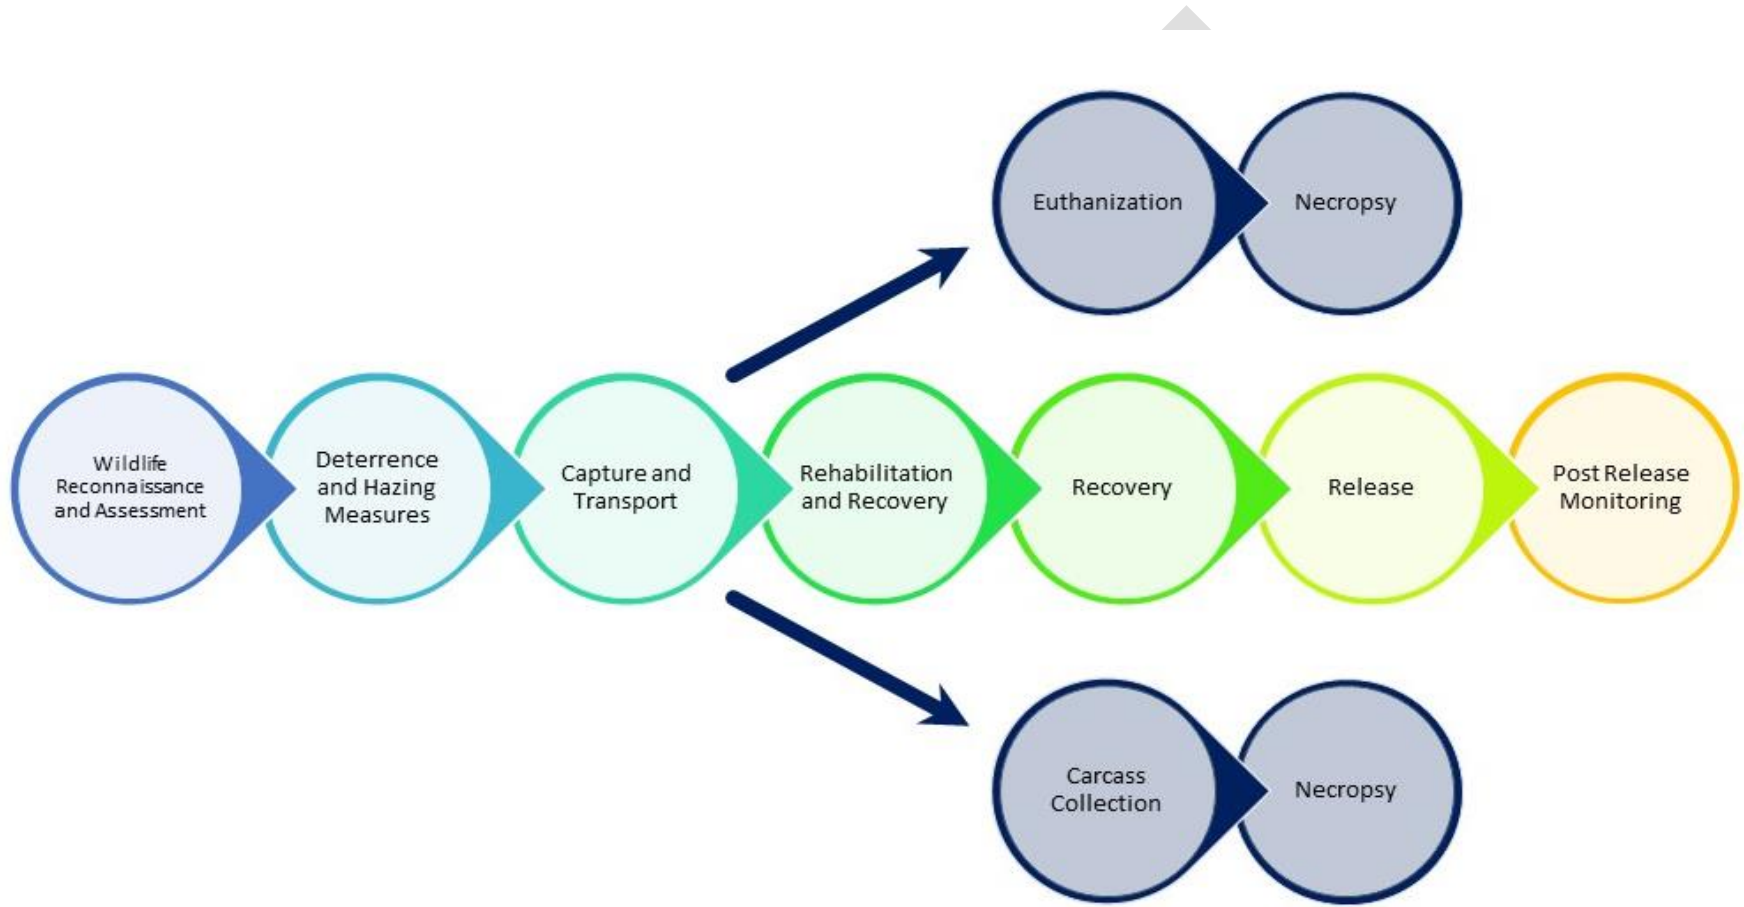 Euthanization
Necropsy
Wildlife
Reconnaissance
and Assessment
Deterrence
and Hazing
Measures
Capture and
Transport
Rehabilitation
and Recovery
Recovery
Release
Post Release
Monitoring
Carcass
Collection
Necropsy